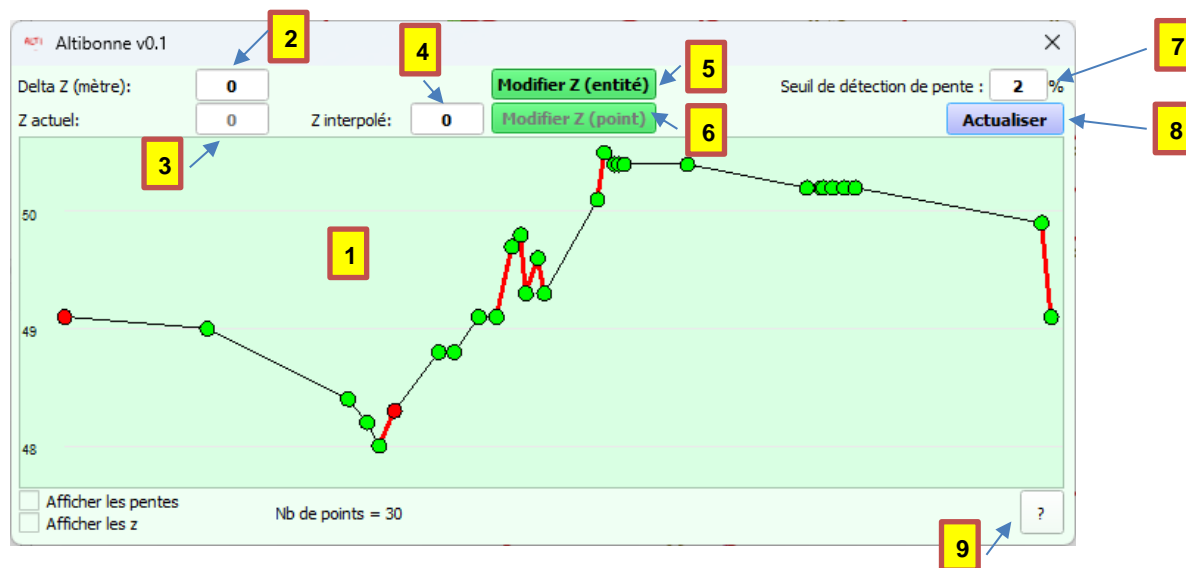 2
4
7
ALTI Altibonne v0.1
5
Delta Z (mètre): 0 Modifier Z (entité) Seuil de détection de pente : 2 %
Z actuel: 0 Z interpolé: 0 Modifier Z (point) Actualiser
8
6
3
50
1
49
48
Afficher les pentes
Afficher les z
Nb de points = 30
?
9